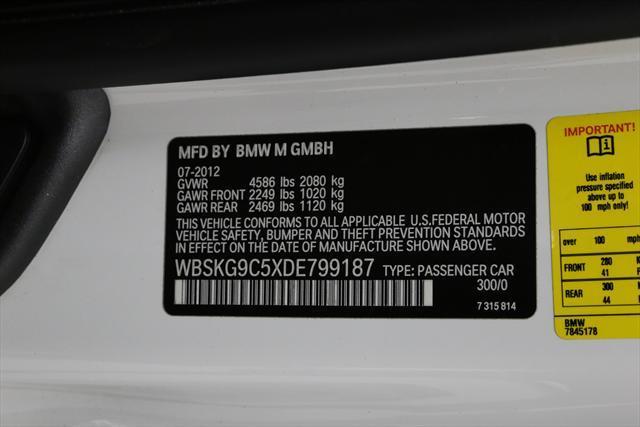 MFD BY BMW M GMBH
07-2012
GVWR 4586 lbs 2080 kg
GAWR FRONT 2249 lbs 1020 kg
GAWR REAR 2469 lbs 1120 kg
THIS VEHICLE CONFORMS TO ALL APPLICABLE U.S.FEDERAL MOTOR
VEHICLE SAFETY, BUMPER, AND THEFT PREVENTION STANDARDS
IN EFFECT ON THE DATE OF MANUFACTURE SHOWN ABOVE.
WBSKG9C5XDE799187 TYPE: PASSENGER CAR
300/0
7 315 814
IMPORTANT!
Use inflation
pressure specified
above up to
100 mph only!
over 100
FRONT 280
41
REAR 300
44
BMW
7845178